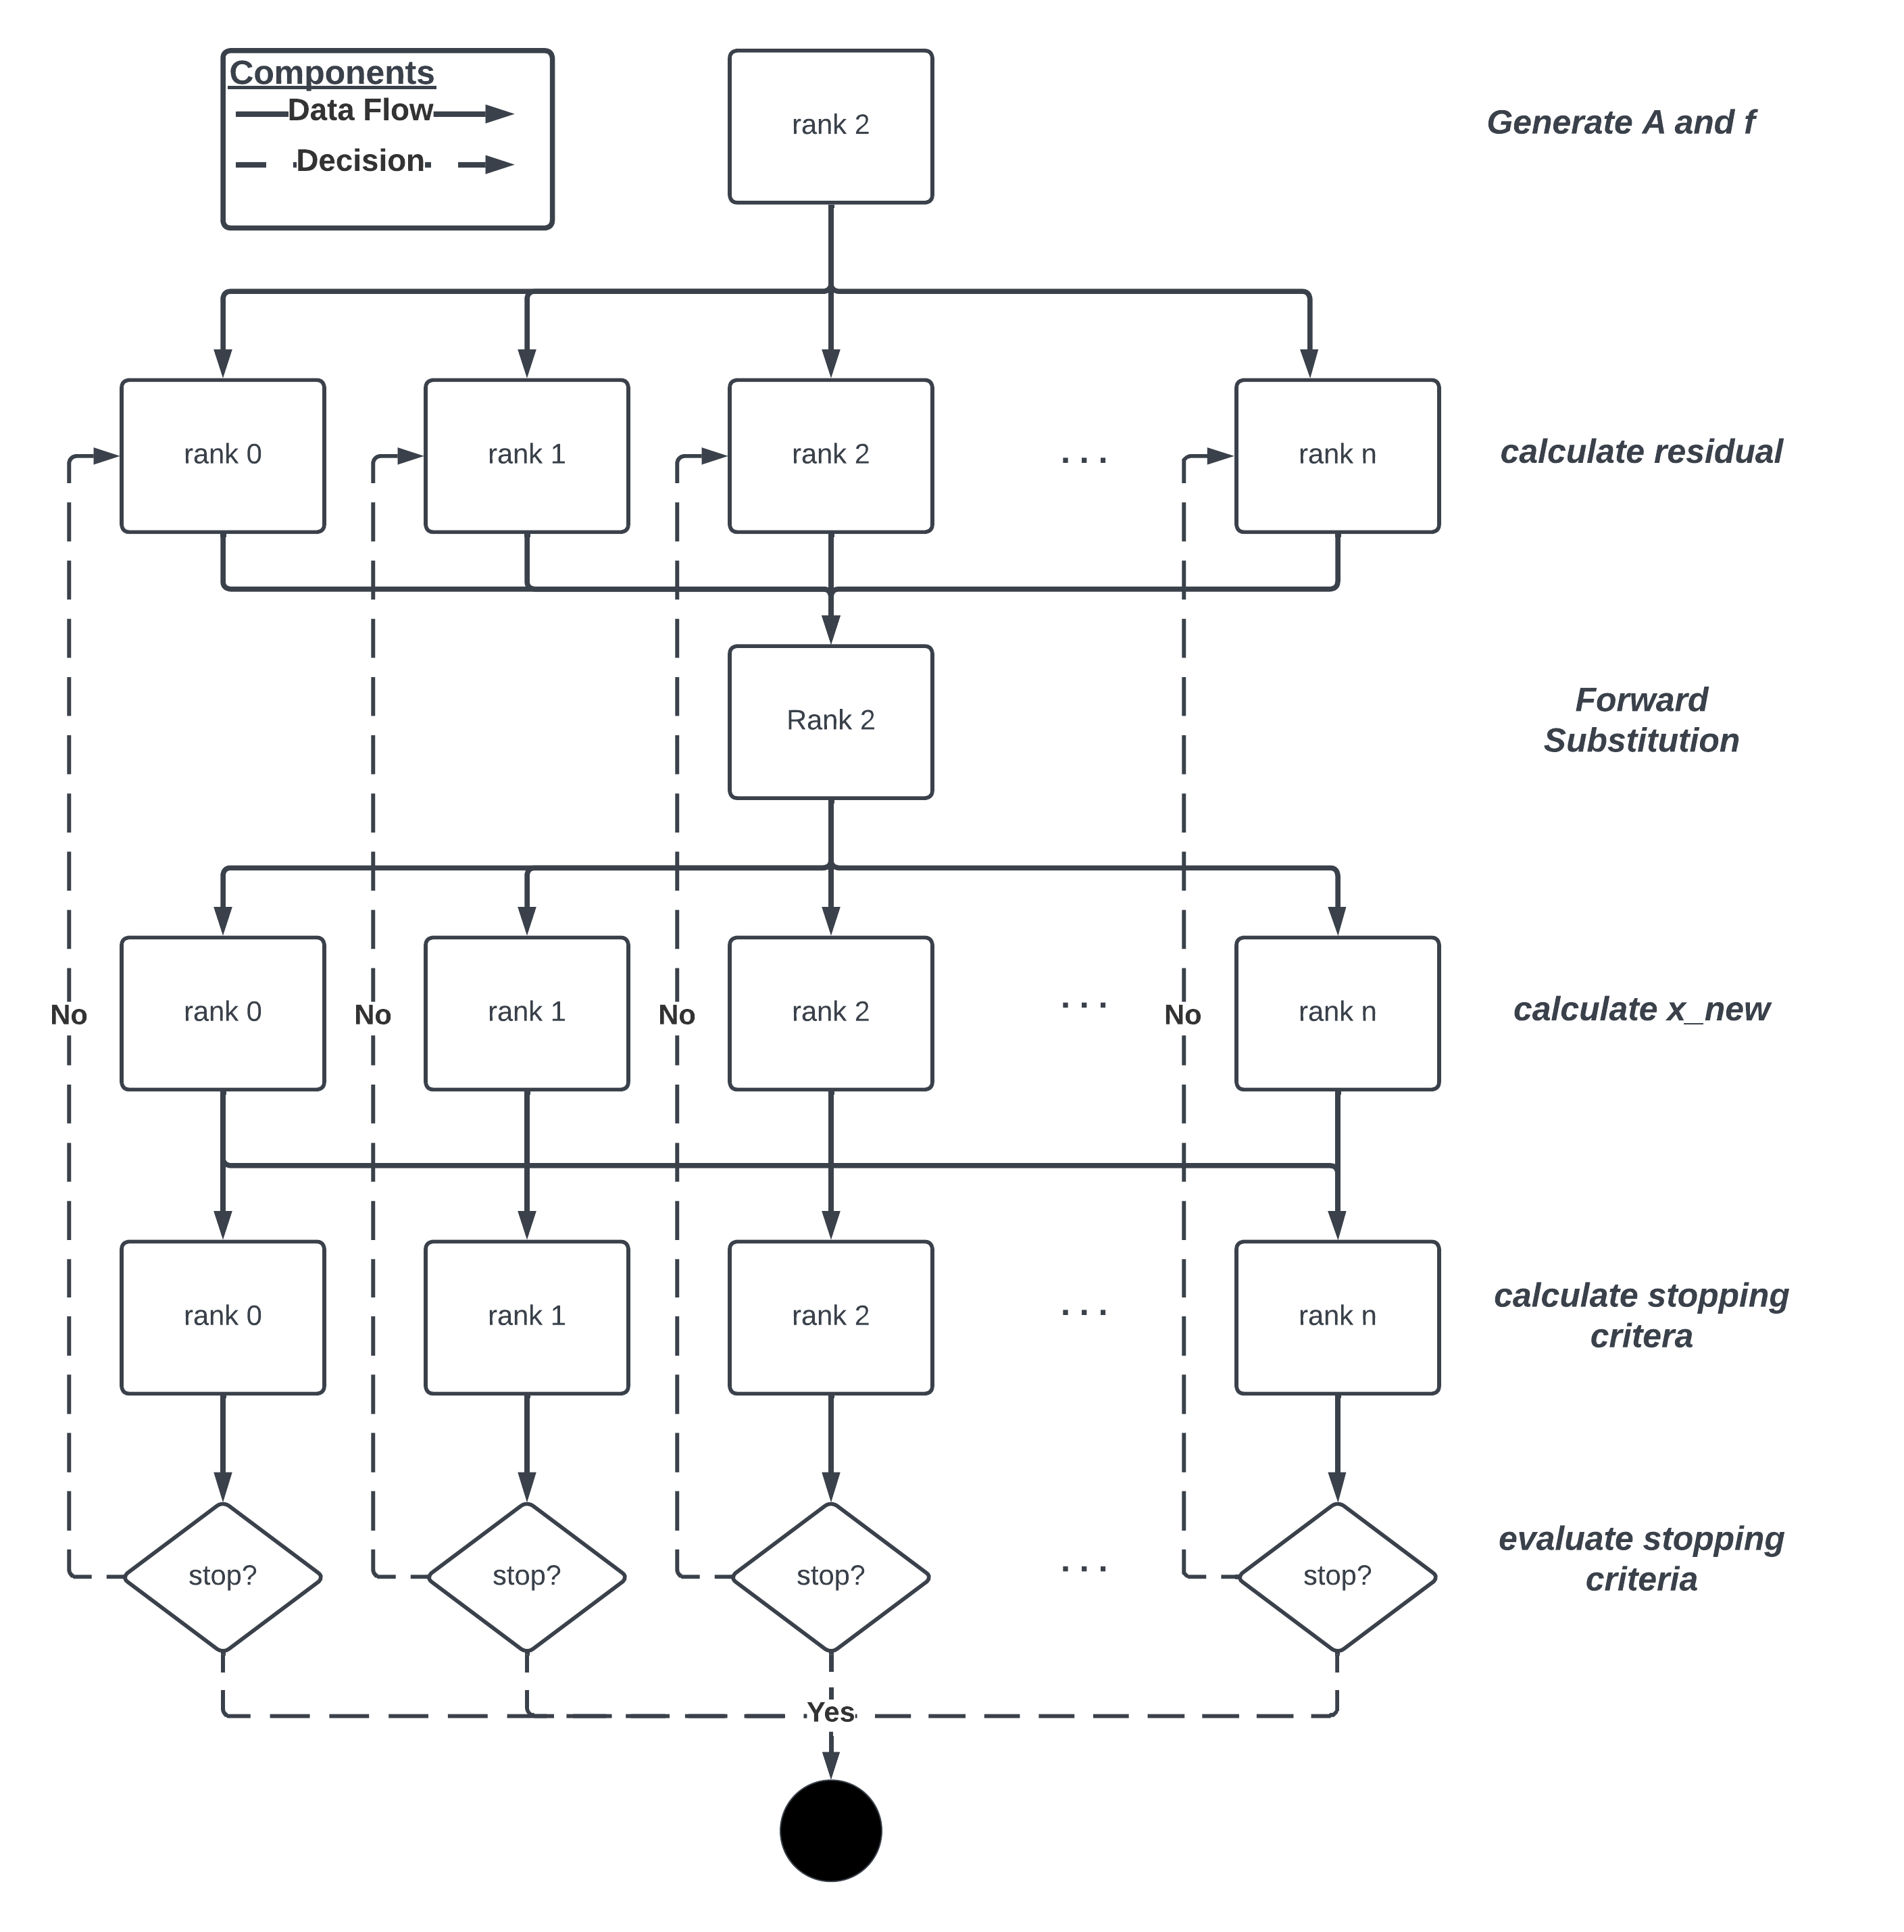 Components
Data Flow
Decision
rank 2
Generate A and f
rank 0
rank 1
rank 2
. . .
rank n
calculate residual
Rank 2
Forward
Substitution
No
rank 0
No
rank 1
No
rank 2
. . .
No
rank n
calculate x_new
rank 0
rank 1
rank 2
. . .
rank n
calculate stopping
critera
stop?
stop?
stop?
. . .
stop?
evaluate stopping
criteria
Yes